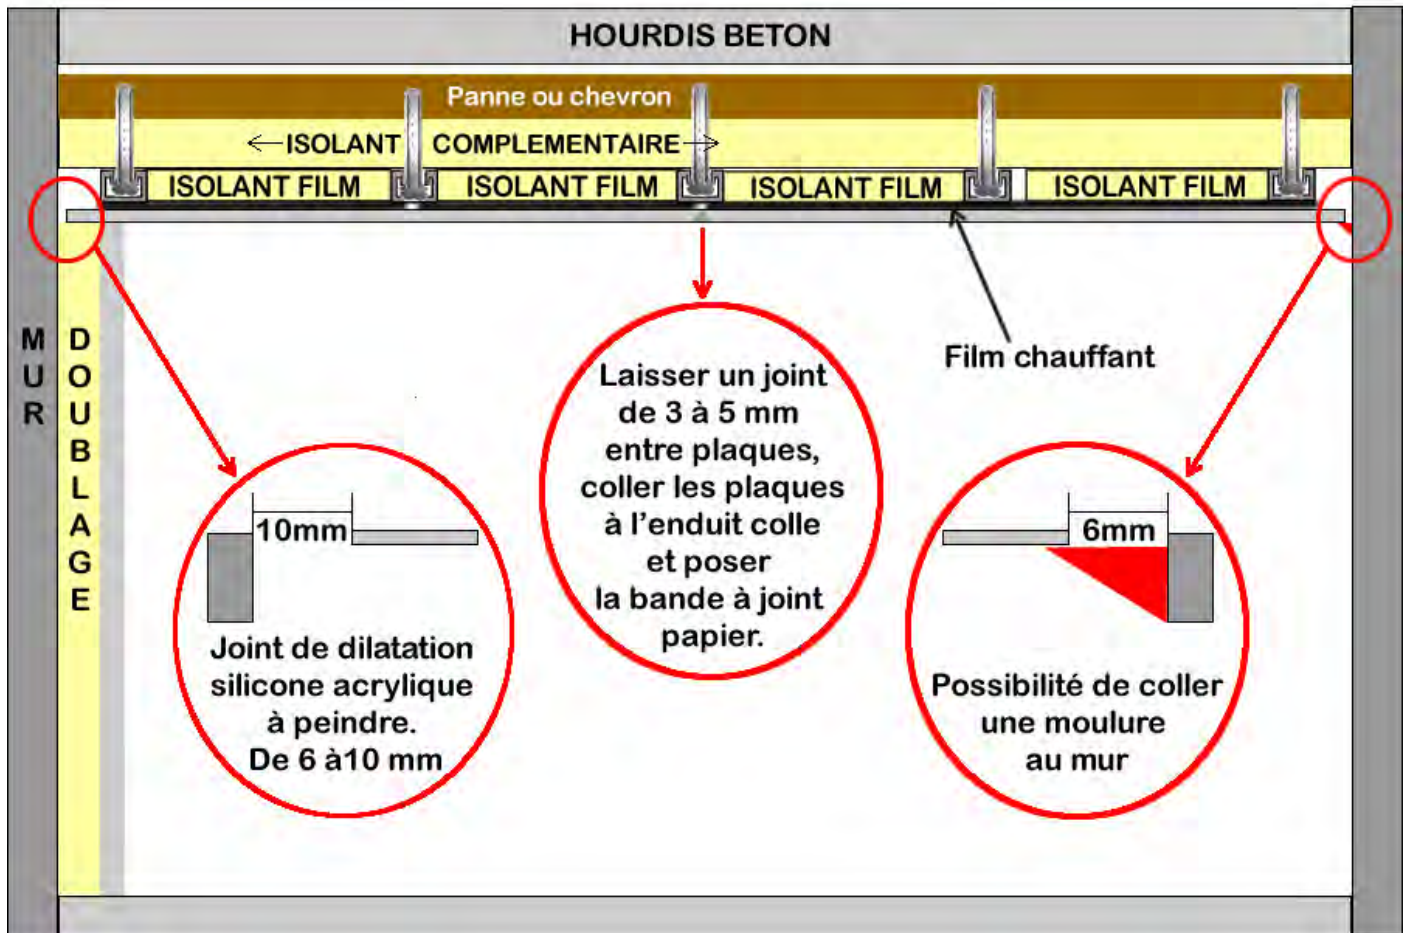 HOURDIS BETON
Panne ou chevron
ISOLANT COMPLEMENTAIRE
ISOLANT FILM ISOLANT FILM ISOLANT FILM ISOLANT FILM
MUR
DOUBLAGE
Film chauffant
Laisser un joint
de 3 à 5 mm
entre plaques,
coller les plaques
à l'enduit colle
et poser
la bande à joint
papier.
10mm
Joint de dilatation
silicone acrylique
à peindre.
De 6 à10 mm
6mm
Possibilité de coller
une moulure
au mur